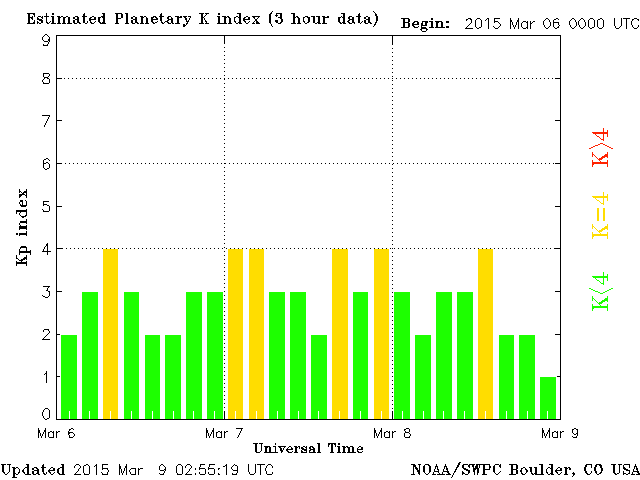 Estimated Planetary K index (3 hour data) Begin: 2015 Mar 06 0000 UTC
9
8
7
6
5
4
3
2
1
0
Kp index
K>4
K=4
K<4
Mar 6 Mar 7 Mar 8 Mar 9
Universal Time
Updated 2015 Mar 9 02:55:19 UTC NOAA/SWPC Boulder, CO USA